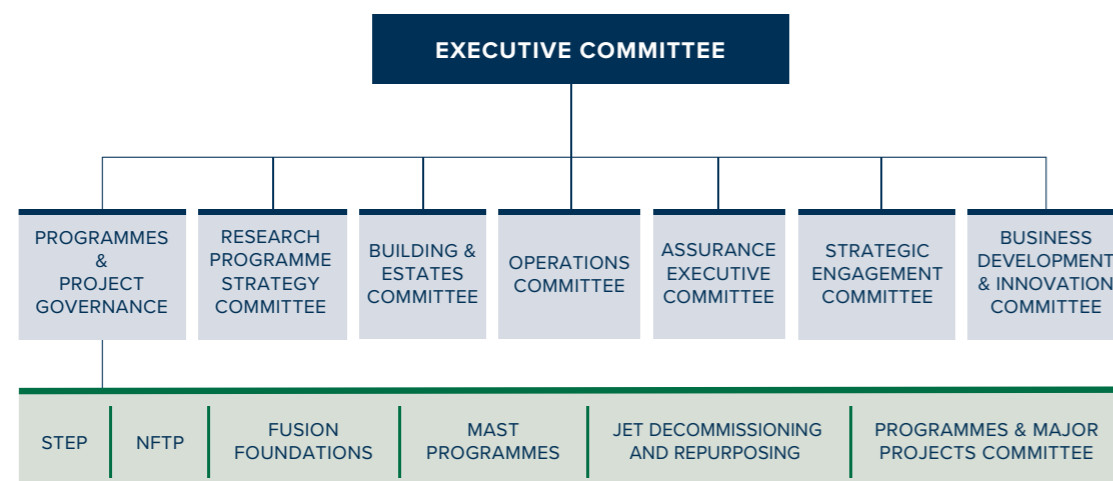 EXECUTIVE COMMITTEE
PROGRAMMES
&
PROJECT
GOVERNANCE
RESEARCH
PROGRAMME
STRATEGY
COMMITTEE
BUILDING &
ESTATES
COMMITTEE
OPERATIONS
COMMITTEE
ASSURANCE
EXECUTIVE
COMMITTEE
STRATEGIC
ENGAGEMENT
COMMITTEE
BUSINESS
DEVELOPMENT
& INNOVATION
COMMITTEE
STEP
NFTP
FUSION
FOUNDATIONS
MAST
PROGRAMMES
JET DECOMMISSIONING
AND REPURPOSING
PROGRAMMES & MAJOR
PROJECTS COMMITTEE